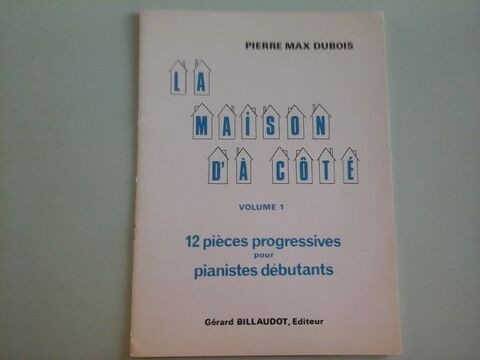 PIERRE MAX DUBOIS
LA
MAiSON
D'À CÔTÉ
VOLUME 1
12 pièces progressives
pour
pianistes débutants
Gérard BILLAUDOT, Editeur